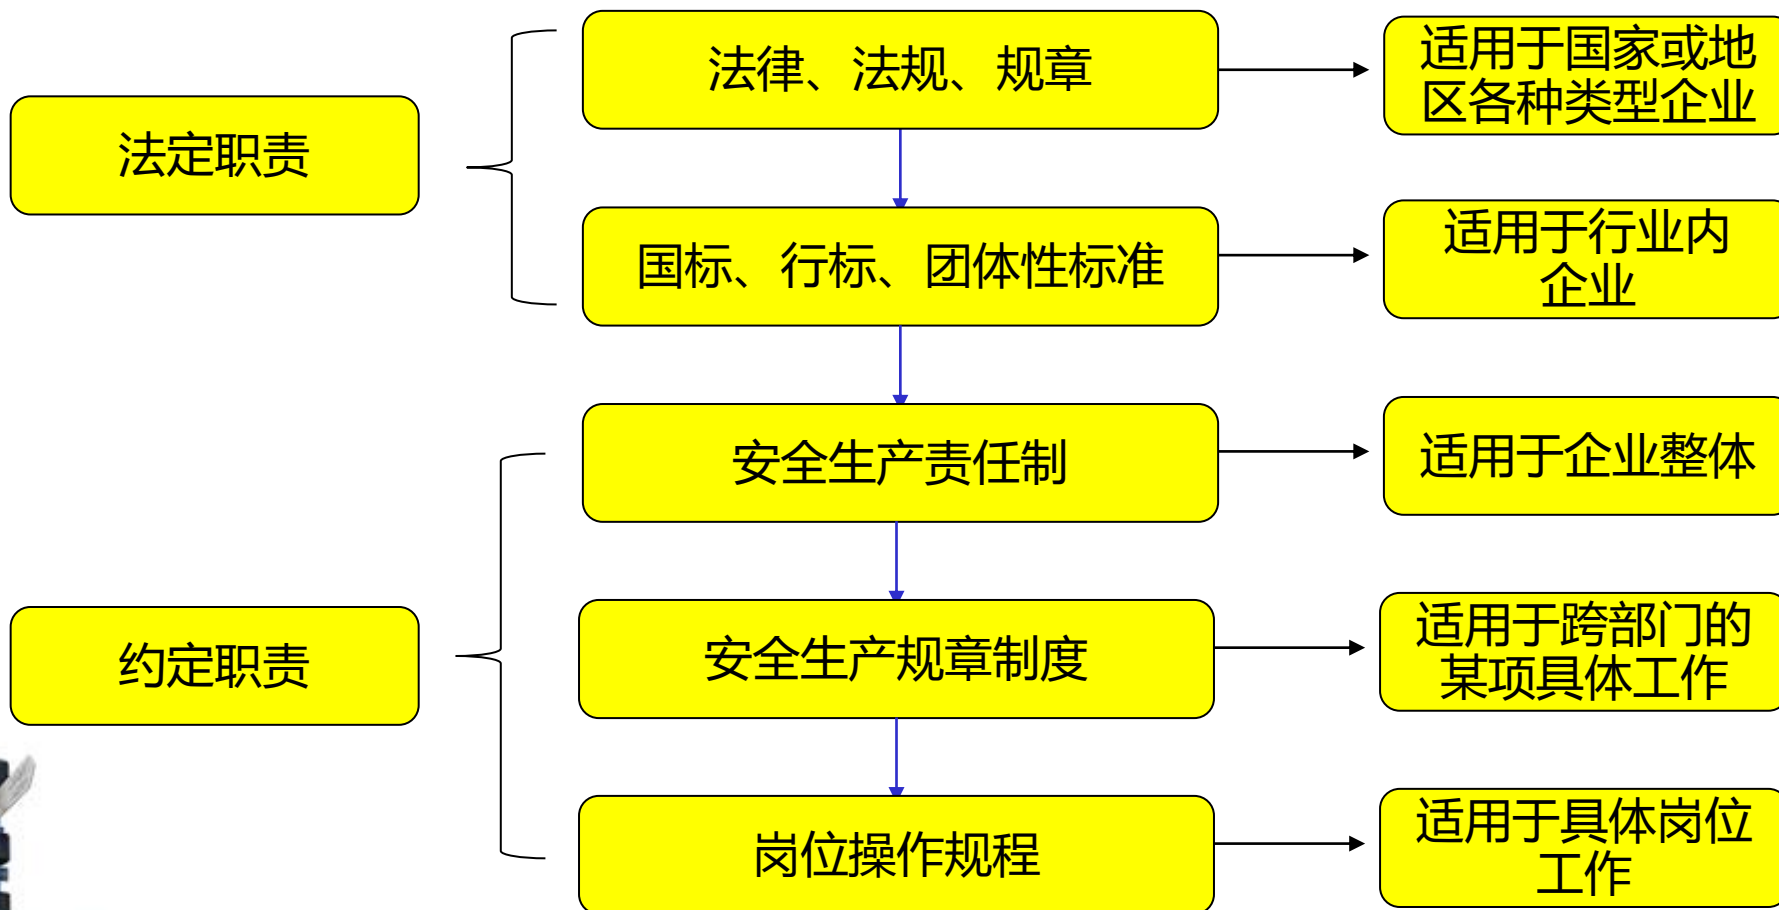 法定职责
法律、法规、规章
适用于国家或地
区各种类型企业
国标、行标、团体性标准
适用于行业内
企业
约定职责
安全生产责任制
适用于企业整体
安全生产规章制度
适用于跨部门的
某项具体工作
岗位操作规程
适用于具体岗位
工作